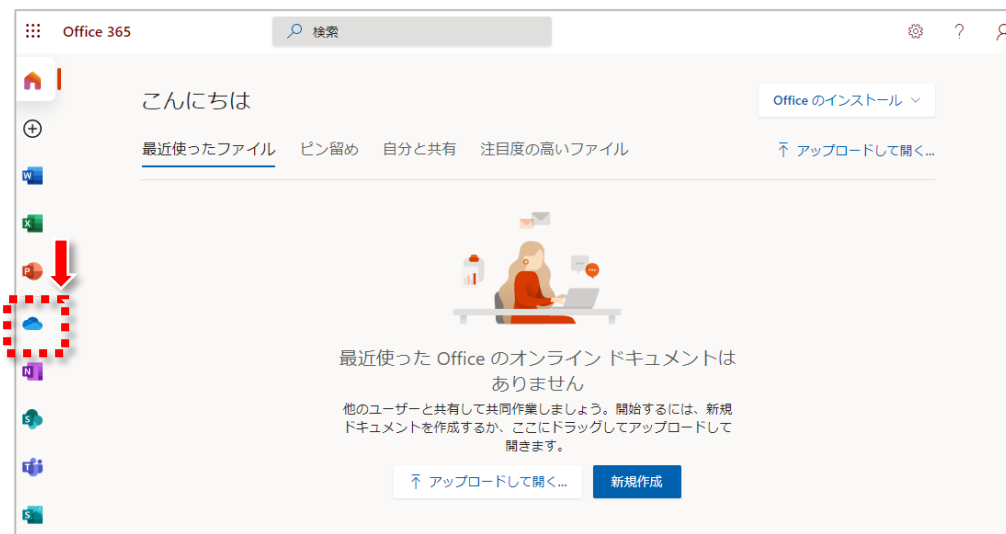 Office 365
検索
こんにちは
Office のインストール
最近使ったファイル ピン留め 自分と共有 注目度の高いファイル
アップロードして開く...
最近使った Office のオンライン ドキュメントは
ありません
他のユーザーと共有して共同作業しましょう。開始するには、新規
ドキュメントを作成するか、ここにドラッグしてアップロードして
開きます。
アップロードして開く...
新規作成